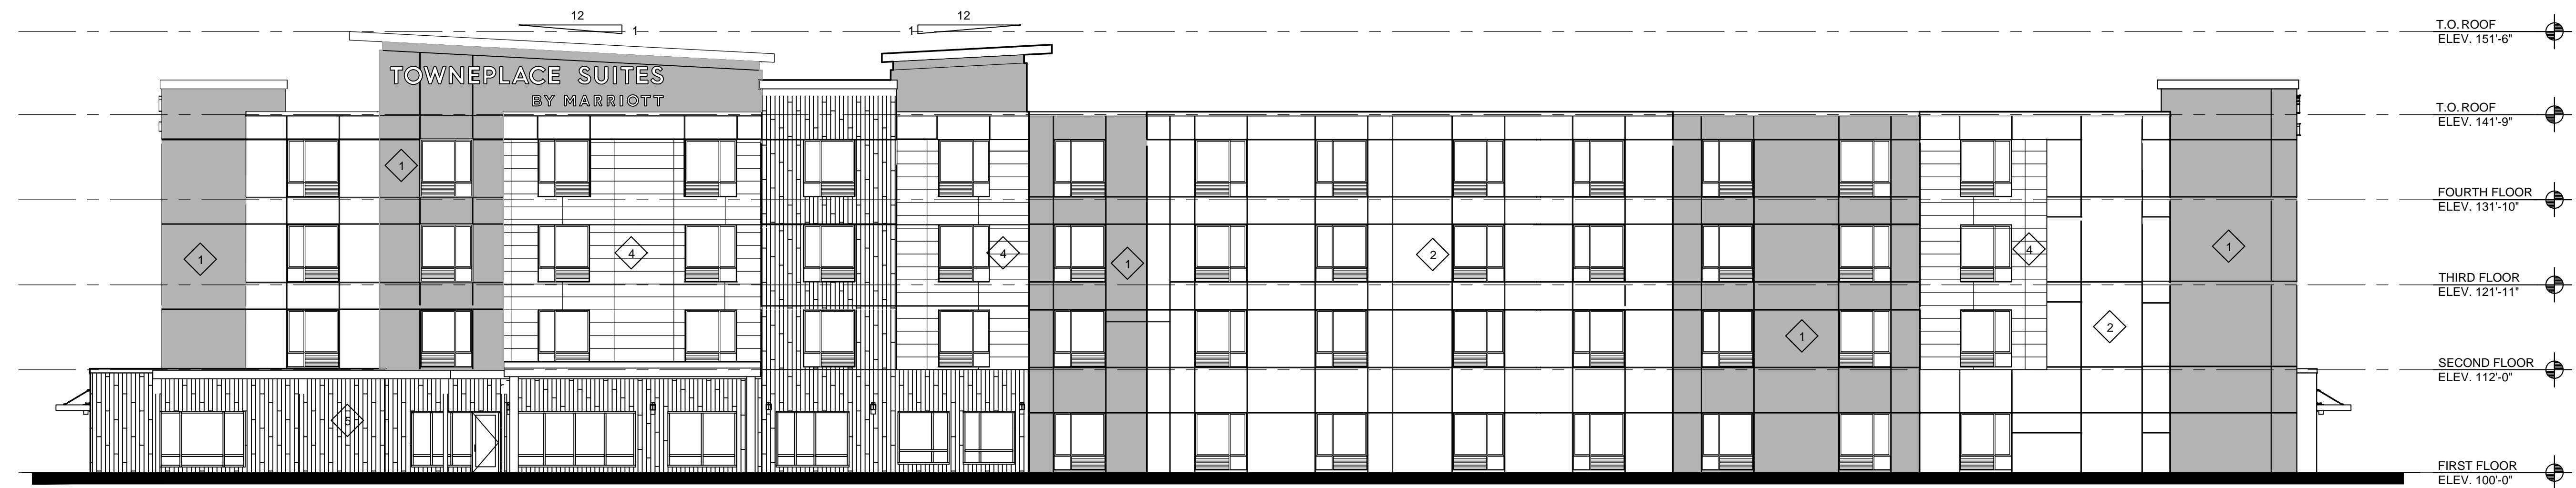 12
1
12
1
T.O. ROOF
ELEV. 151'-6"
TOWNEPLACE SUITES
BY MARRIOTT
T.O. ROOF
ELEV. 141'-9"
1
FOURTH FLOOR
ELEV. 131'-10"
1
4
4
1
2
4
1
THIRD FLOOR
ELEV. 121'-11"
1
2
SECOND FLOOR
ELEV. 112'-0"
5
FIRST FLOOR
ELEV. 100'-0"